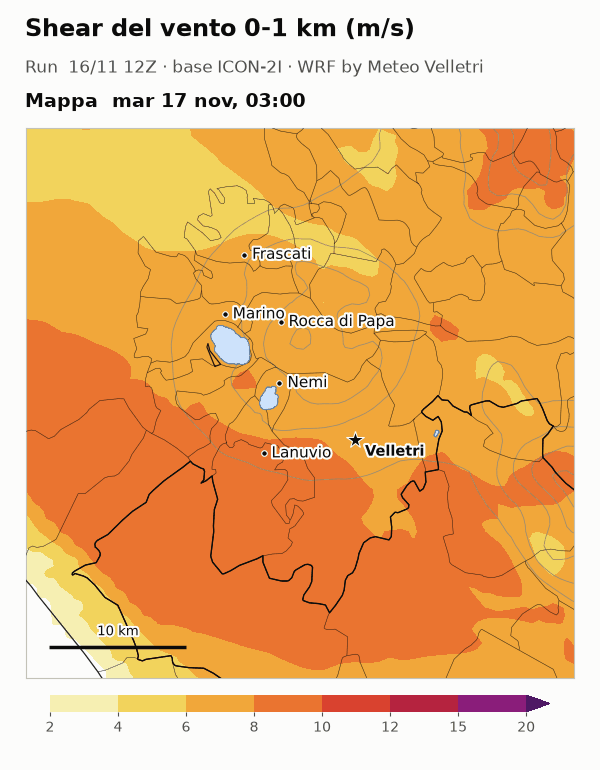 Shear del vento 0-1 km (m/s)
Run  16/11 12Z · base ICON-2I · WRF by Meteo Velletri
Mappa  mar 17 nov, 03:00
Frascati
Marino
Rocca di Papa
Nemi
Velletri
Lanuvio
10 km
2 4 6 8 10 12 15 20